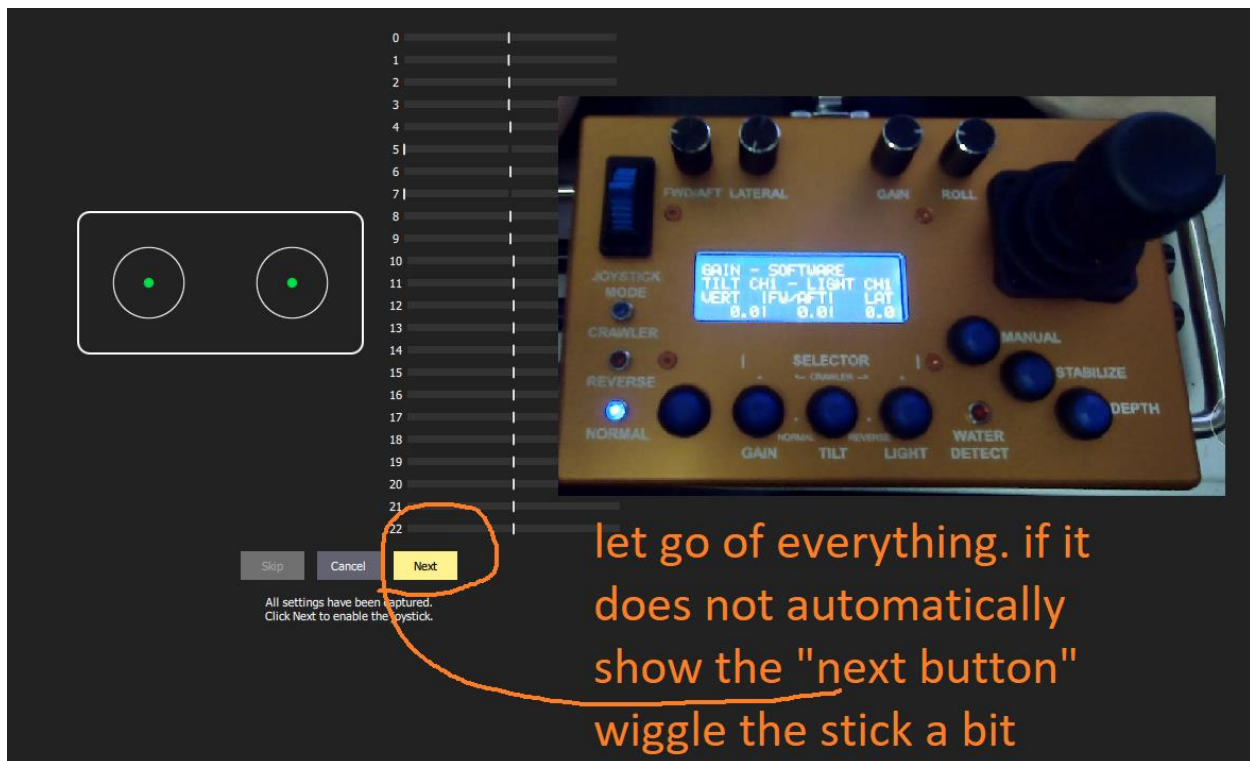 0
1
2
3
4
5
6
7
8
9
10
11
12
13
14
15
16
17
18
19
20
21
22
Skip Cancel Next
All settings have been captured.
Click Next to enable the joystick.
FWD/AFT LATERAL GAIN ROLL
JOYSTICK
MODE
CRAWLER
REVERSE
NORMAL
GAIN - SOFTWARE
TILT CH1 - LIGHT CH1
VERT |FW/AFT| LAT
0.0| 0.0| 0.0
SELECTOR
<- CRAWLER ->
NORMAL REVERSE
GAIN TILT LIGHT
WATER
DETECT
MANUAL
STABILIZE
DEPTH
let go of everything. if it
does not automatically
show the "next button"
wiggle the stick a bit